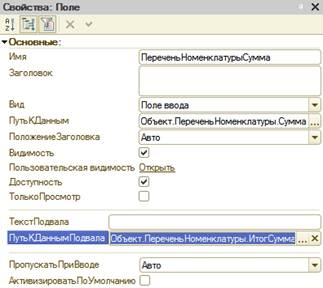 Свойства: Поле
Основные:
Имя ПереченьНоменклатурыСумма
Заголовок
Вид Поле ввода
ПутьКДанным Объект.ПереченьНоменклатуры.Сумма
ПоложениеЗаголовка Авто
Видимость
Пользовательская видимость Открыть
Доступность
ТолькоПросмотр
ТекстПодвала
ПутьКДаннымПодвала Объект.ПереченьНоменклатуры.ИтогСумма
ПропускатьПриВводе Авто
АктивизироватьПоУмолчанию